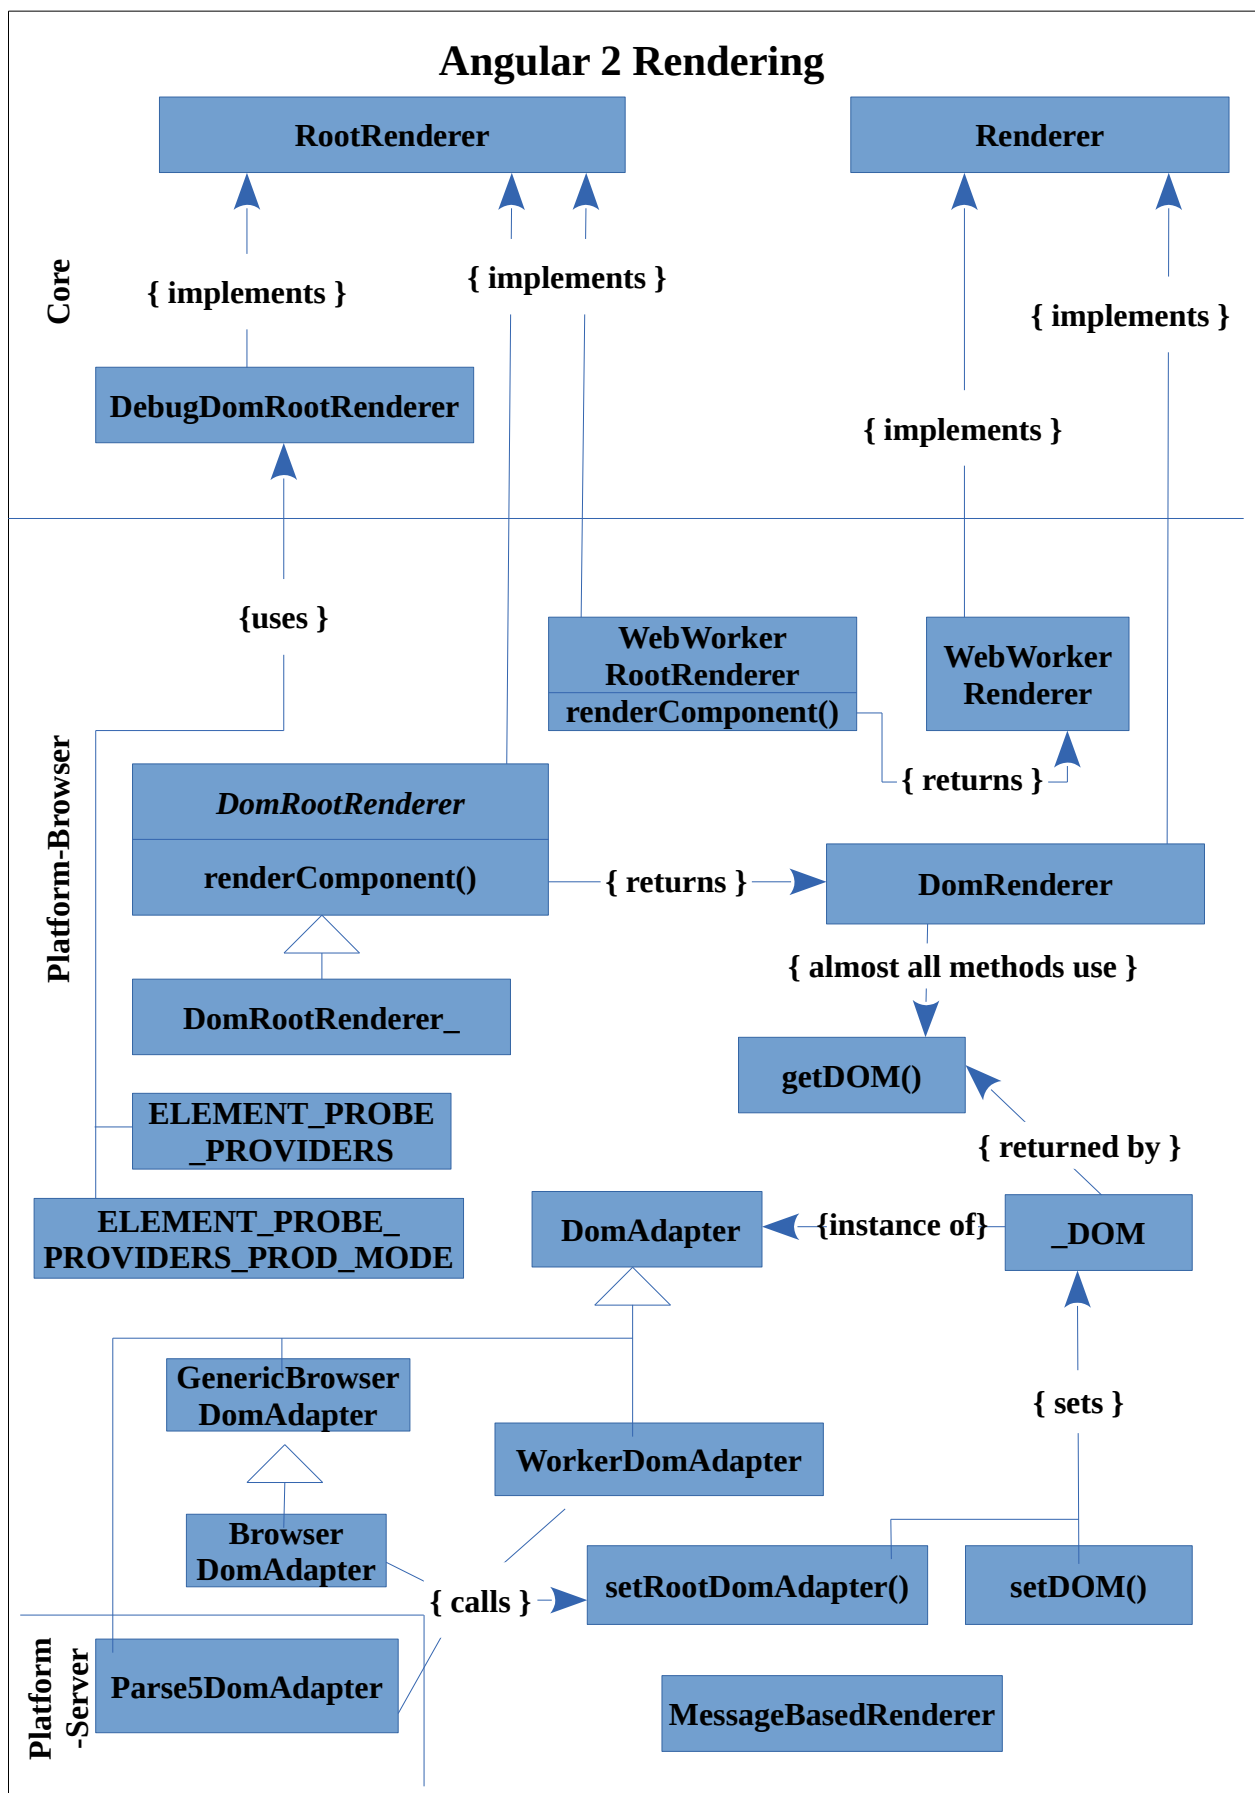 Angular 2 Rendering
RootRenderer
Renderer
Core
{ implements }
{ implements }
{ implements }
{ implements }
DebugDomRootRenderer
{uses }
Platform-Browser
WebWorker
RootRenderer
renderComponent()
WebWorker
Renderer
{ returns }
DomRootRenderer
renderComponent()
{ returns }
DomRenderer
{ almost all methods use }
DomRootRenderer_
getDOM()
ELEMENT_PROBE
_PROVIDERS
{ returned by }
ELEMENT_PROBE_
PROVIDERS_PROD_MODE
DomAdapter
{instance of}
_DOM
GenericBrowser
DomAdapter
{ sets }
WorkerDomAdapter
Browser
DomAdapter
{ calls }
setRootDomAdapter()
setDOM()
Platform
-Server
Parse5DomAdapter
MessageBasedRenderer